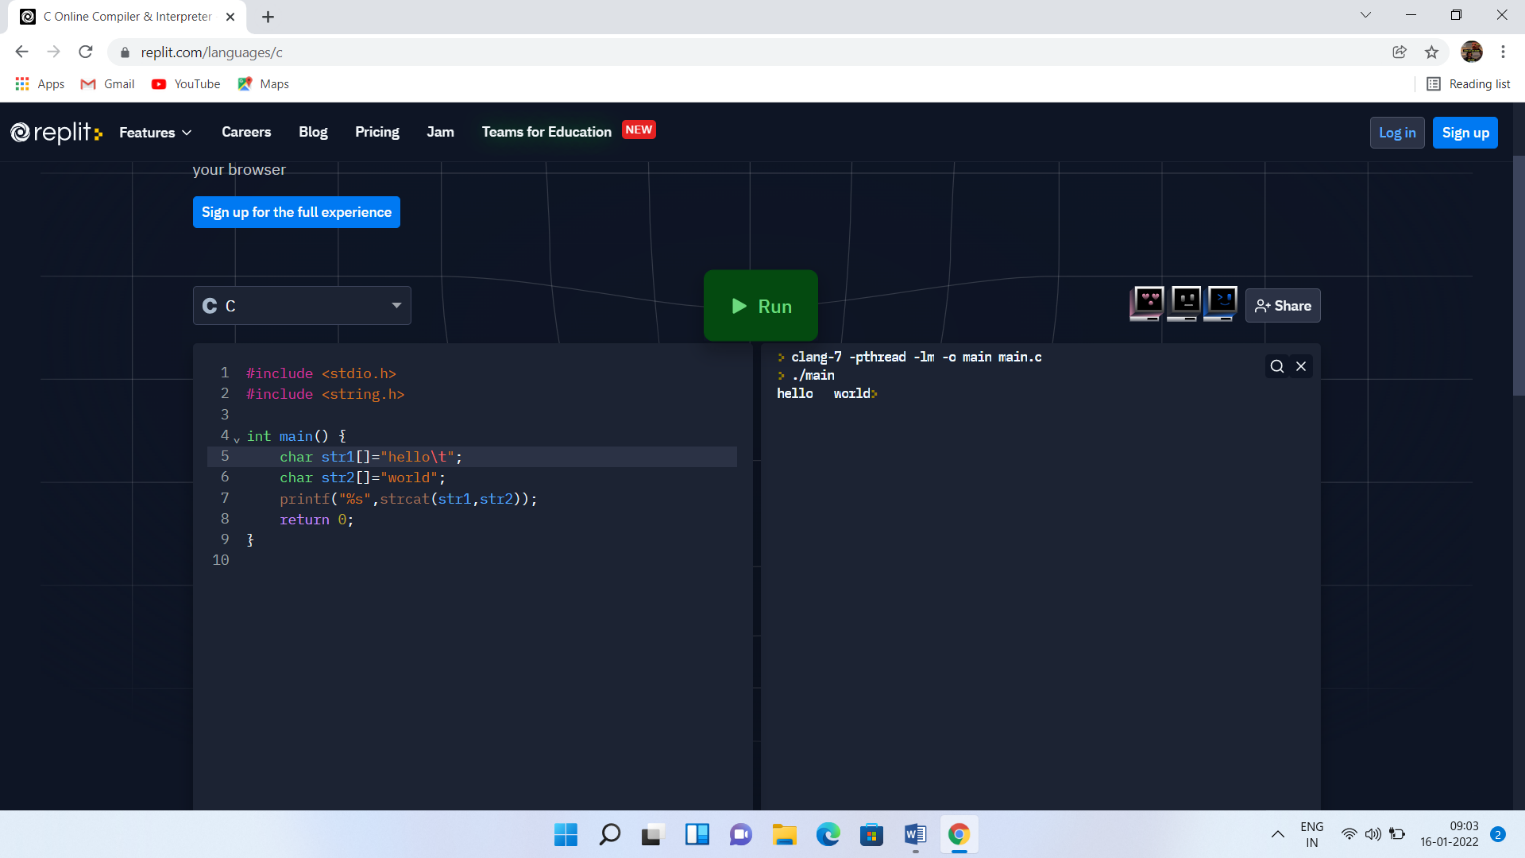 C Online Compiler & Interpreter
replit.com/languages/c
Apps Gmail YouTube Maps Reading list
replit Features Careers Blog Pricing Jam Teams for Education NEW Log in Sign up
your browser
Sign up for the full experience
C C
Run
Share
1 #include <stdio.h>
2 #include <string.h>
3
4 int main() {
5 char str1[]="hello\t";
6 char str2[]="world";
7 printf("%s",strcat(str1,str2));
8 return 0;
9 }
10
> clang-7 -pthread -lm -o main main.c
> ./main
hello   world>
ENG
IN
09:03
16-01-2022
2